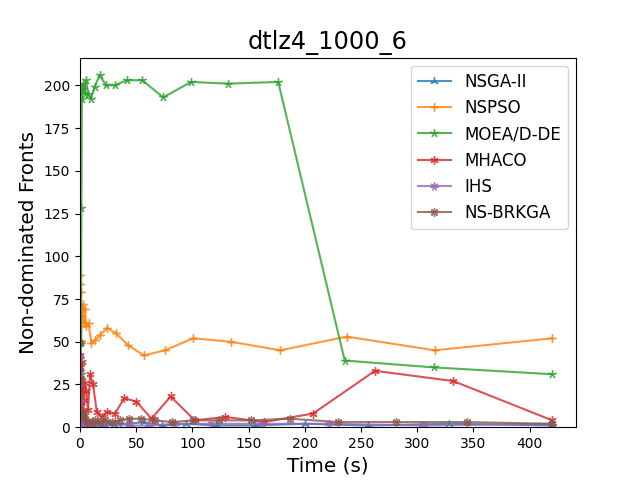 dtlz4_1000_6
Non-dominated Fronts
200
175
150
125
100
75
50
25
0
NSGA-II
NSPSO
MOEA/D-DE
MHACO
IHS
NS-BRKGA
0 50 100 150 200 250 300 350 400
Time (s)